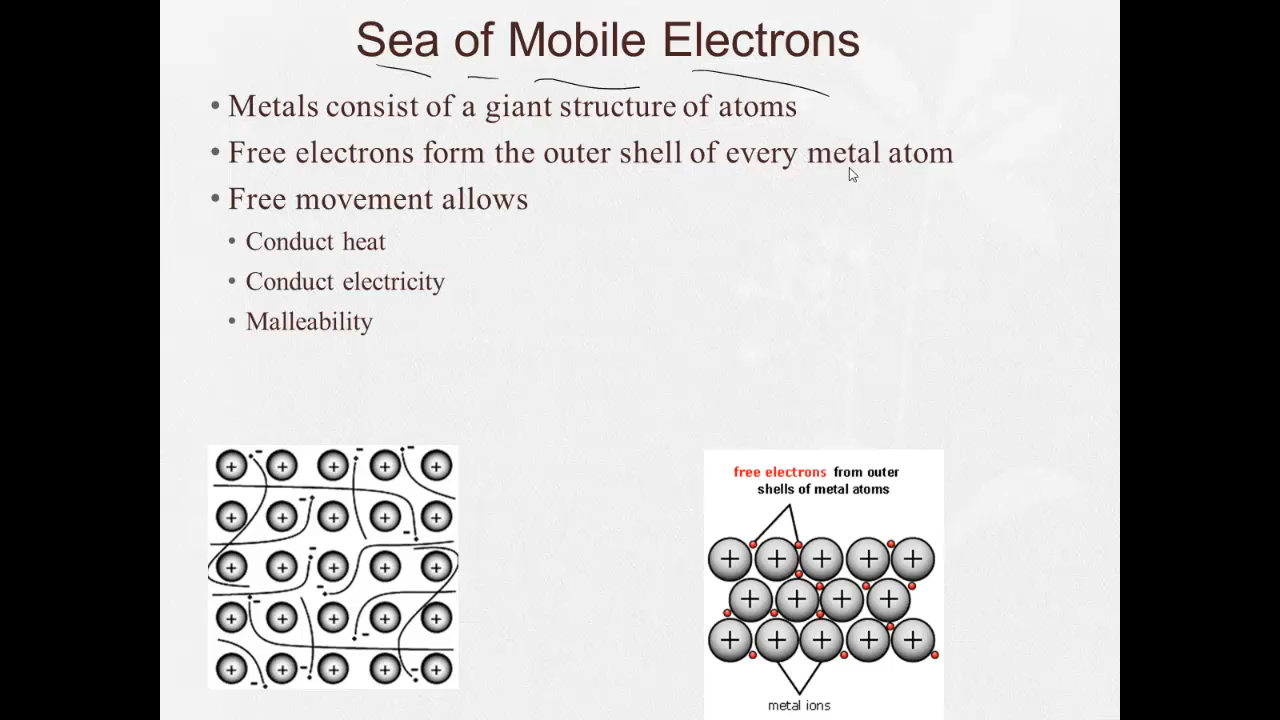 Sea of Mobile Electrons
• Metals consist of a giant structure of atoms
• Free electrons form the outer shell of every metal atom
• Free movement allows
• Conduct heat
• Conduct electricity
• Malleability
free electrons from outer
shells of metal atoms
metal ions